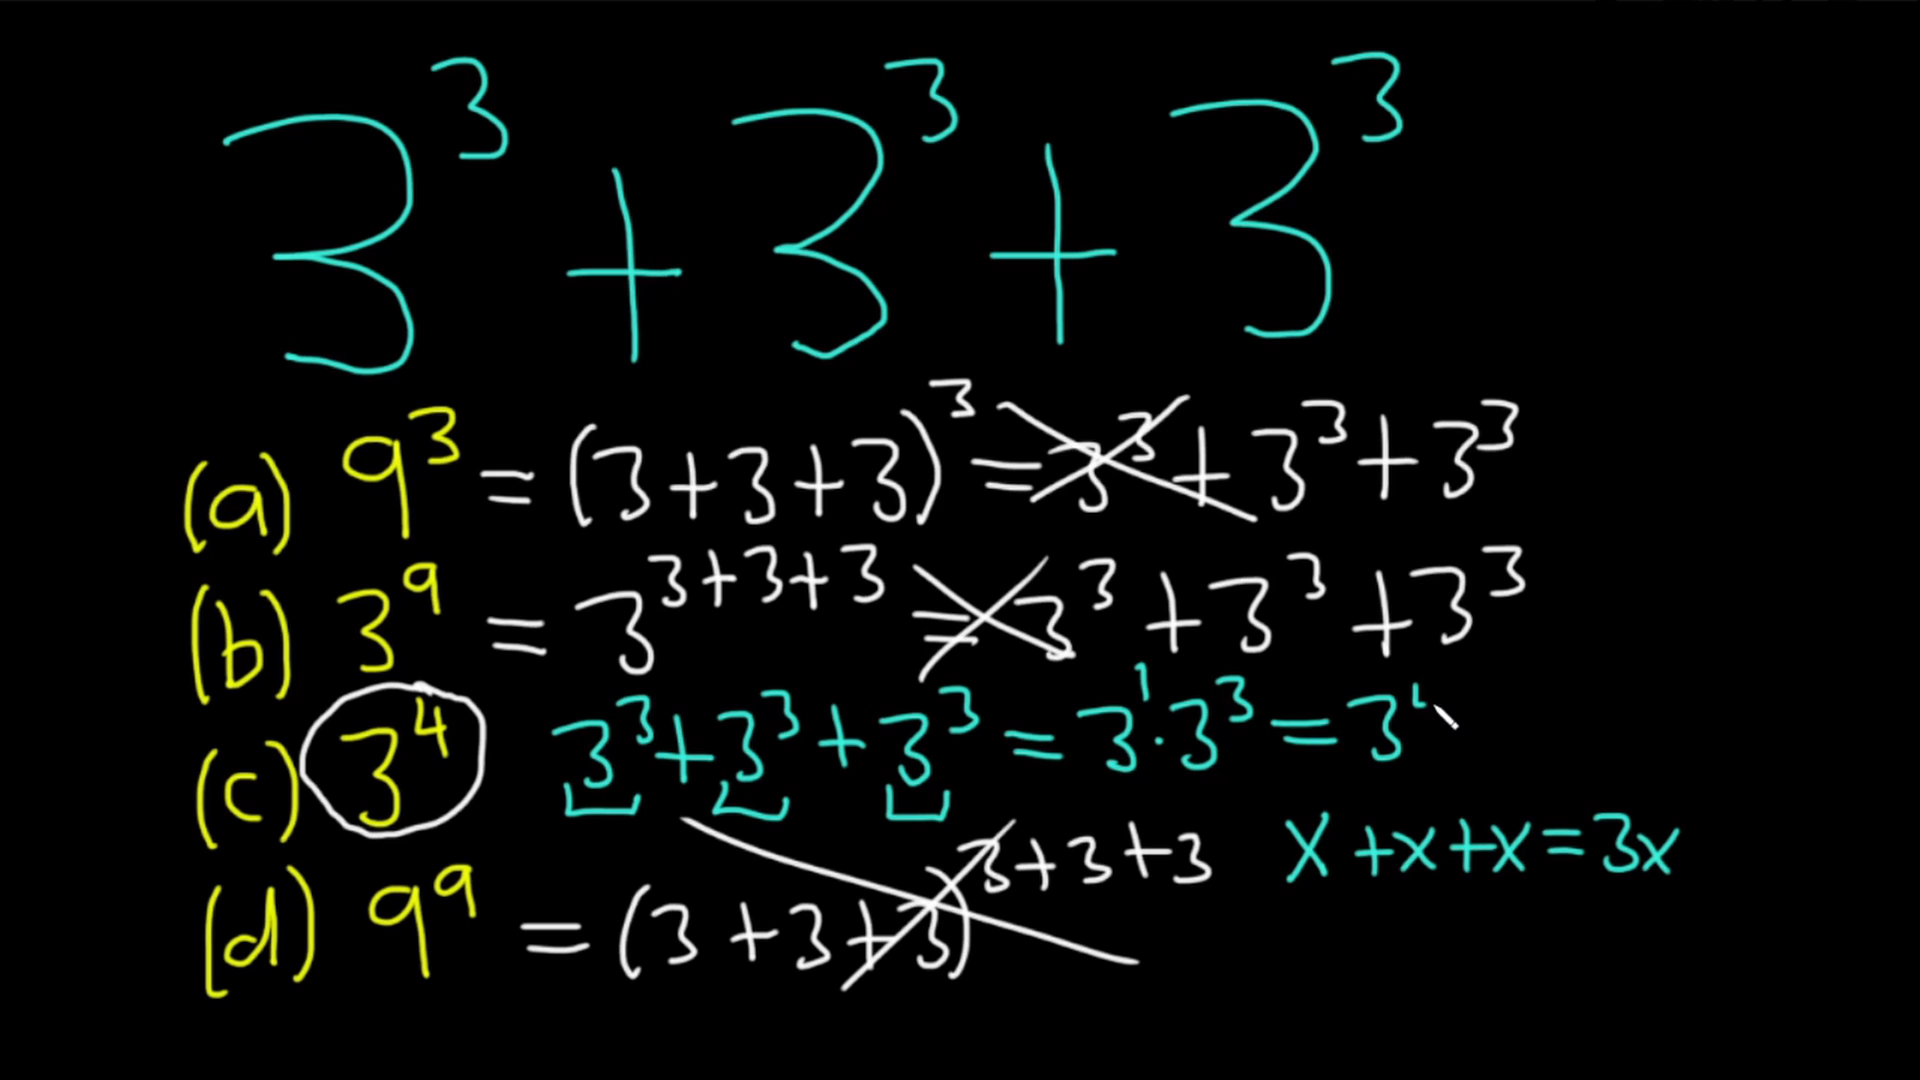 3³ + 3³ + 3³
(a) 9³ = (3+3+3)³ = 3³ + 3³ + 3³
(b) 3⁹ = 3³⁺³⁺³ = 3³ + 3³ + 3³
(c) 3⁴ 3³ + 3³ + 3³ = 3¹·3³ = 3⁴
x + x + x = 3x
(d) 9⁹ = (3+3+3)³⁺³⁺³